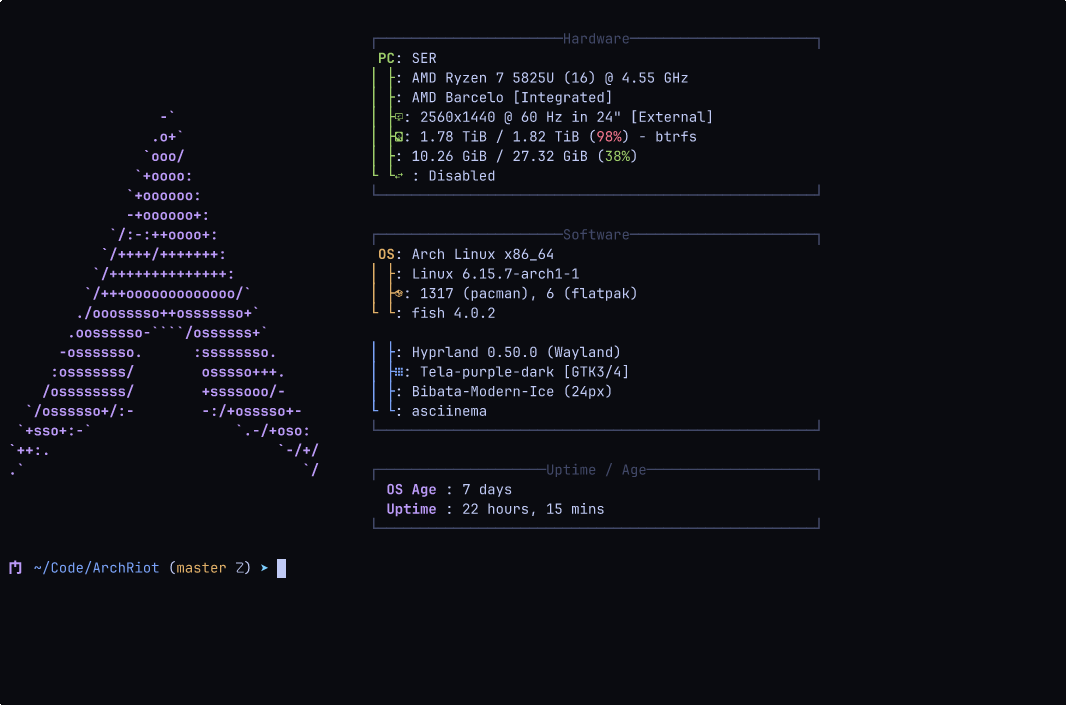 Hardware
PC: SER
: AMD Ryzen 7 5825U (16) @ 4.55 GHz
: AMD Barcelo [Integrated]
: 2560x1440 @ 60 Hz in 24" [External]
: 1.78 TiB / 1.82 TiB (98%) - btrfs
: 10.26 GiB / 27.32 GiB (38%)
: Disabled
Software
OS: Arch Linux x86_64
: Linux 6.15.7-arch1-1
: 1317 (pacman), 6 (flatpak)
: fish 4.0.2
: Hyprland 0.50.0 (Wayland)
: Tela-purple-dark [GTK3/4]
: Bibata-Modern-Ice (24px)
: asciinema
Uptime / Age
OS Age : 7 days
Uptime : 22 hours, 15 mins
-`
.o+`
`ooo/
`+oooo:
`+oooooo:
-+oooooo+:
`/:-:++oooo+:
`/++++/+++++++:
`/++++++++++++++:
`/+++ooooooooooooo/`
./ooosssso++osssssso+`
.oossssso-````/ossssss+`
-osssssso. :ssssssso.
:osssssss/ osssso+++.
/ossssssss/ +ssssooo/-
`/ossssso+/:- -:/+osssso+-
`+sso+:-` `.-/+oso:
`++:. `-/+/
.` `/
~/Code/ArchRiot (master) ➤